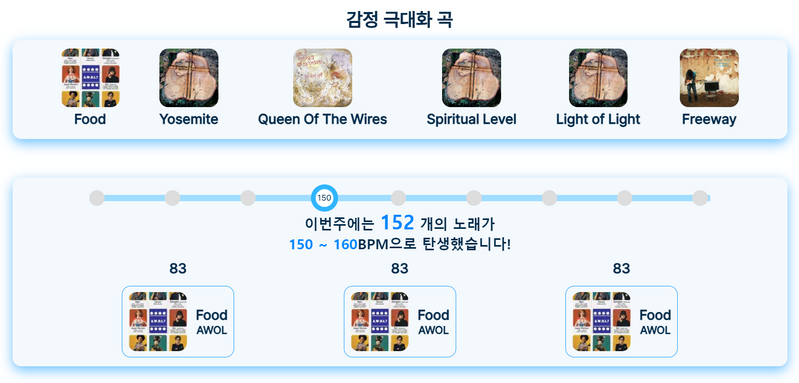 감정 극대화 곡
Food
Yosemite
Queen Of The Wires
Spiritual Level
Light of Light
Freeway
150
이번주에는 152 개의 노래가
150 ~ 160BPM으로 탄생했습니다!
83
83
83
Food
AWOL
Food
AWOL
Food
AWOL